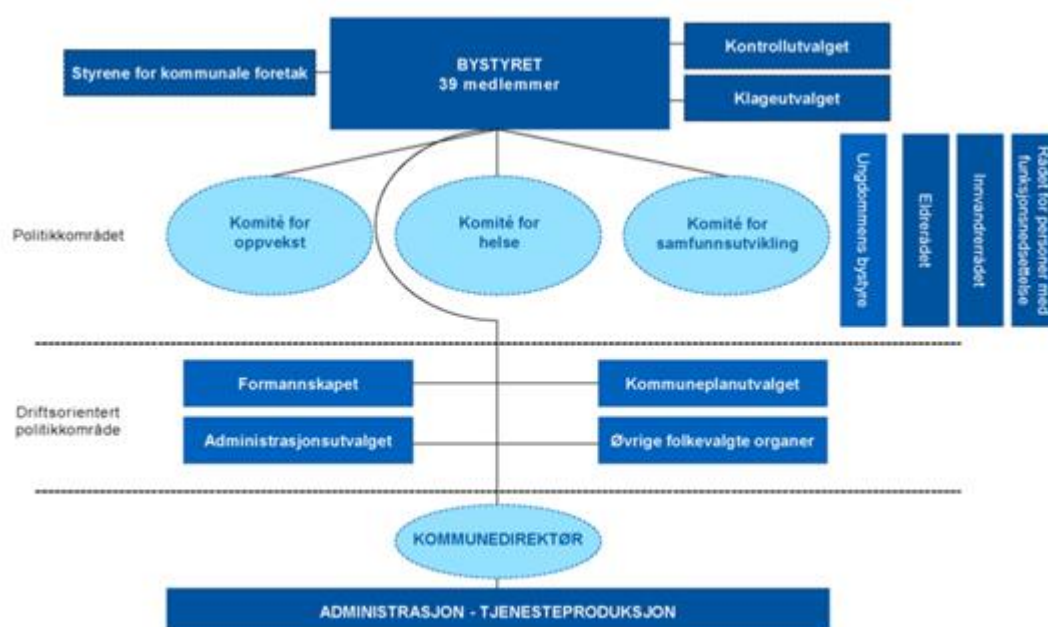 BYSTYRET
39 medlemmer
Styrene for kommunale foretak
Kontrollutvalget
Klageutvalget
Politikkområdet
Komité for
oppvekst
Komité for
helse
Komité for
samfunnsutvikling
Ungdommens bystyre
Eldrerådet
Innvandrerrådet
Rådet for personer med
funksjonsnedsettelse
Driftsorientert
politikkområde
Formannskapet
Kommuneplanutvalget
Administrasjonsutvalget
Øvrige folkevalgte organer
KOMMUNEDIREKTØR
ADMINISTRASJON - TJENESTEPRODUKSJON